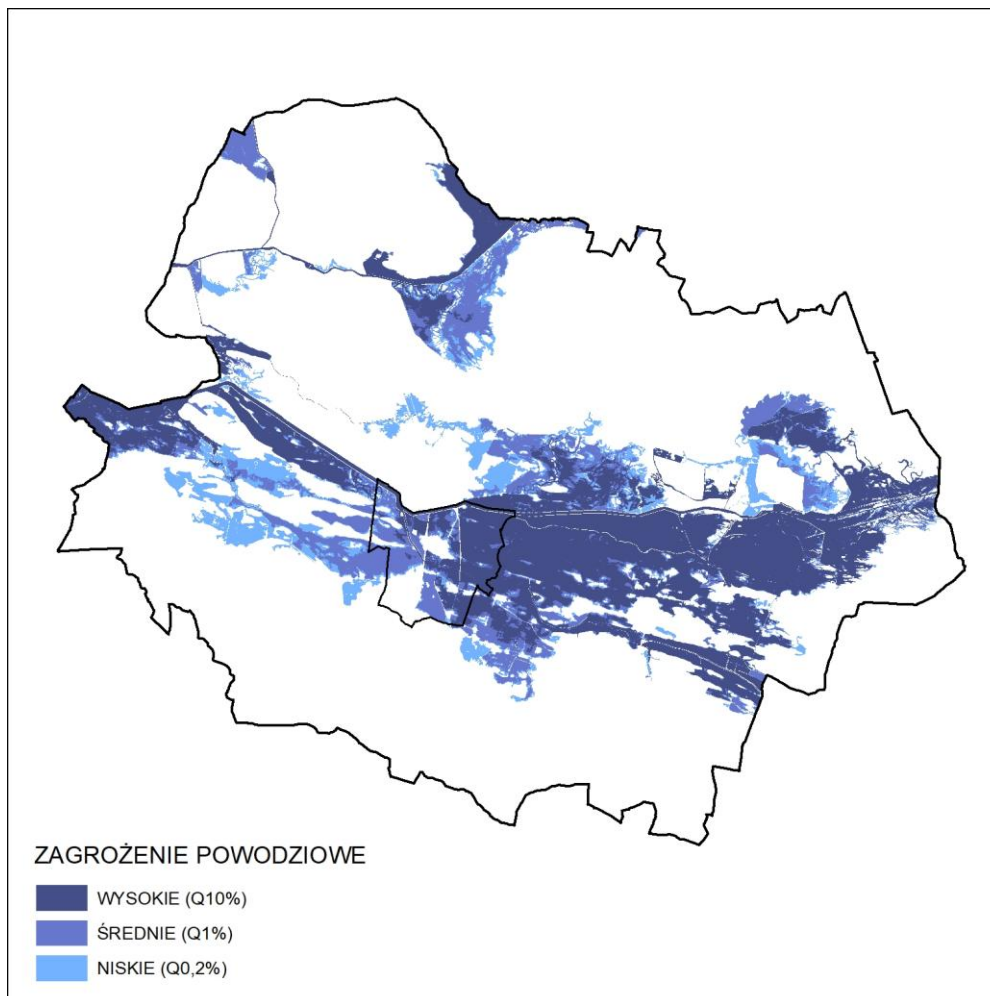 ZAGROŻENIE POWODZIOWE
WYSOKIE (Q10%)
ŚREDNIE (Q1%)
NISKIE (Q0,2%)